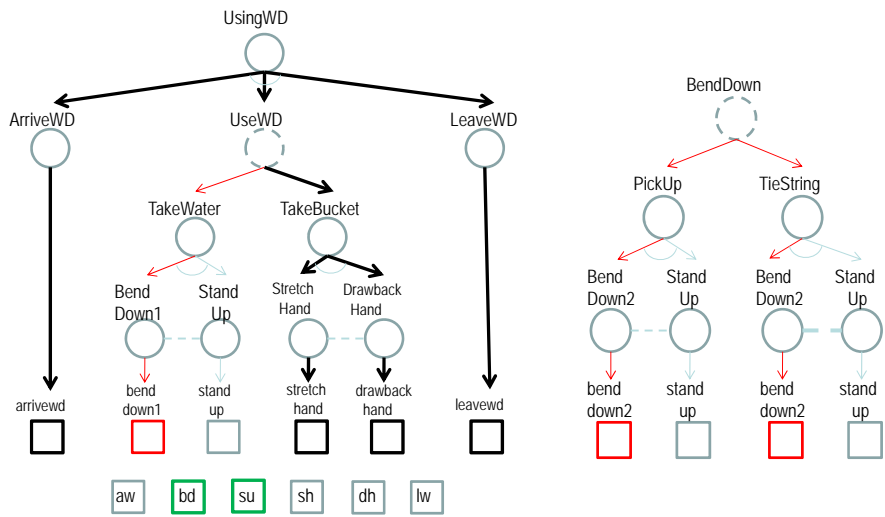 UsingWD
ArriveWD
UseWD
LeaveWD
TakeWater
TakeBucket
Bend
Down1
Stand
Up
Stretch
Hand
Drawback
Hand
arrivewd
bend
down1
stand
up
stretch
hand
drawback
hand
leavewd
aw
bd
su
sh
dh
lw
BendDown
PickUp
TieString
Bend
Down2
Stand
Up
Bend
Down2
Stand
Up
bend
down2
stand
up
bend
down2
stand
up